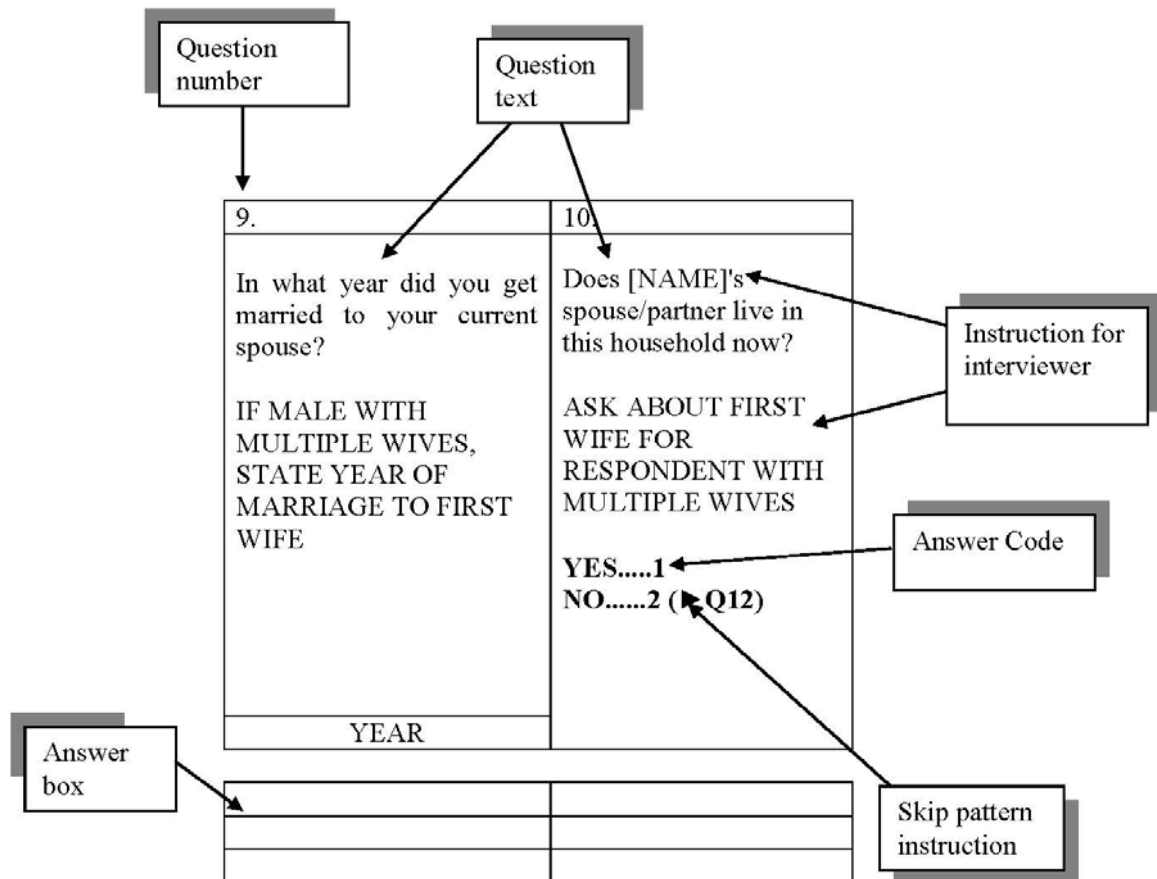 Question
number
Question
text
9.
10.
In what year did you get
married to your current
spouse?
IF MALE WITH
MULTIPLE WIVES,
STATE YEAR OF
MARRIAGE TO FIRST
WIFE
YEAR
Does [NAME]'s
spouse/partner live in
this household now?
ASK ABOUT FIRST
WIFE FOR
RESPONDENT WITH
MULTIPLE WIVES
YES.....1
NO......2 (▶Q12)
Instruction for
interviewer
Answer Code
Answer
box
Skip pattern
instruction